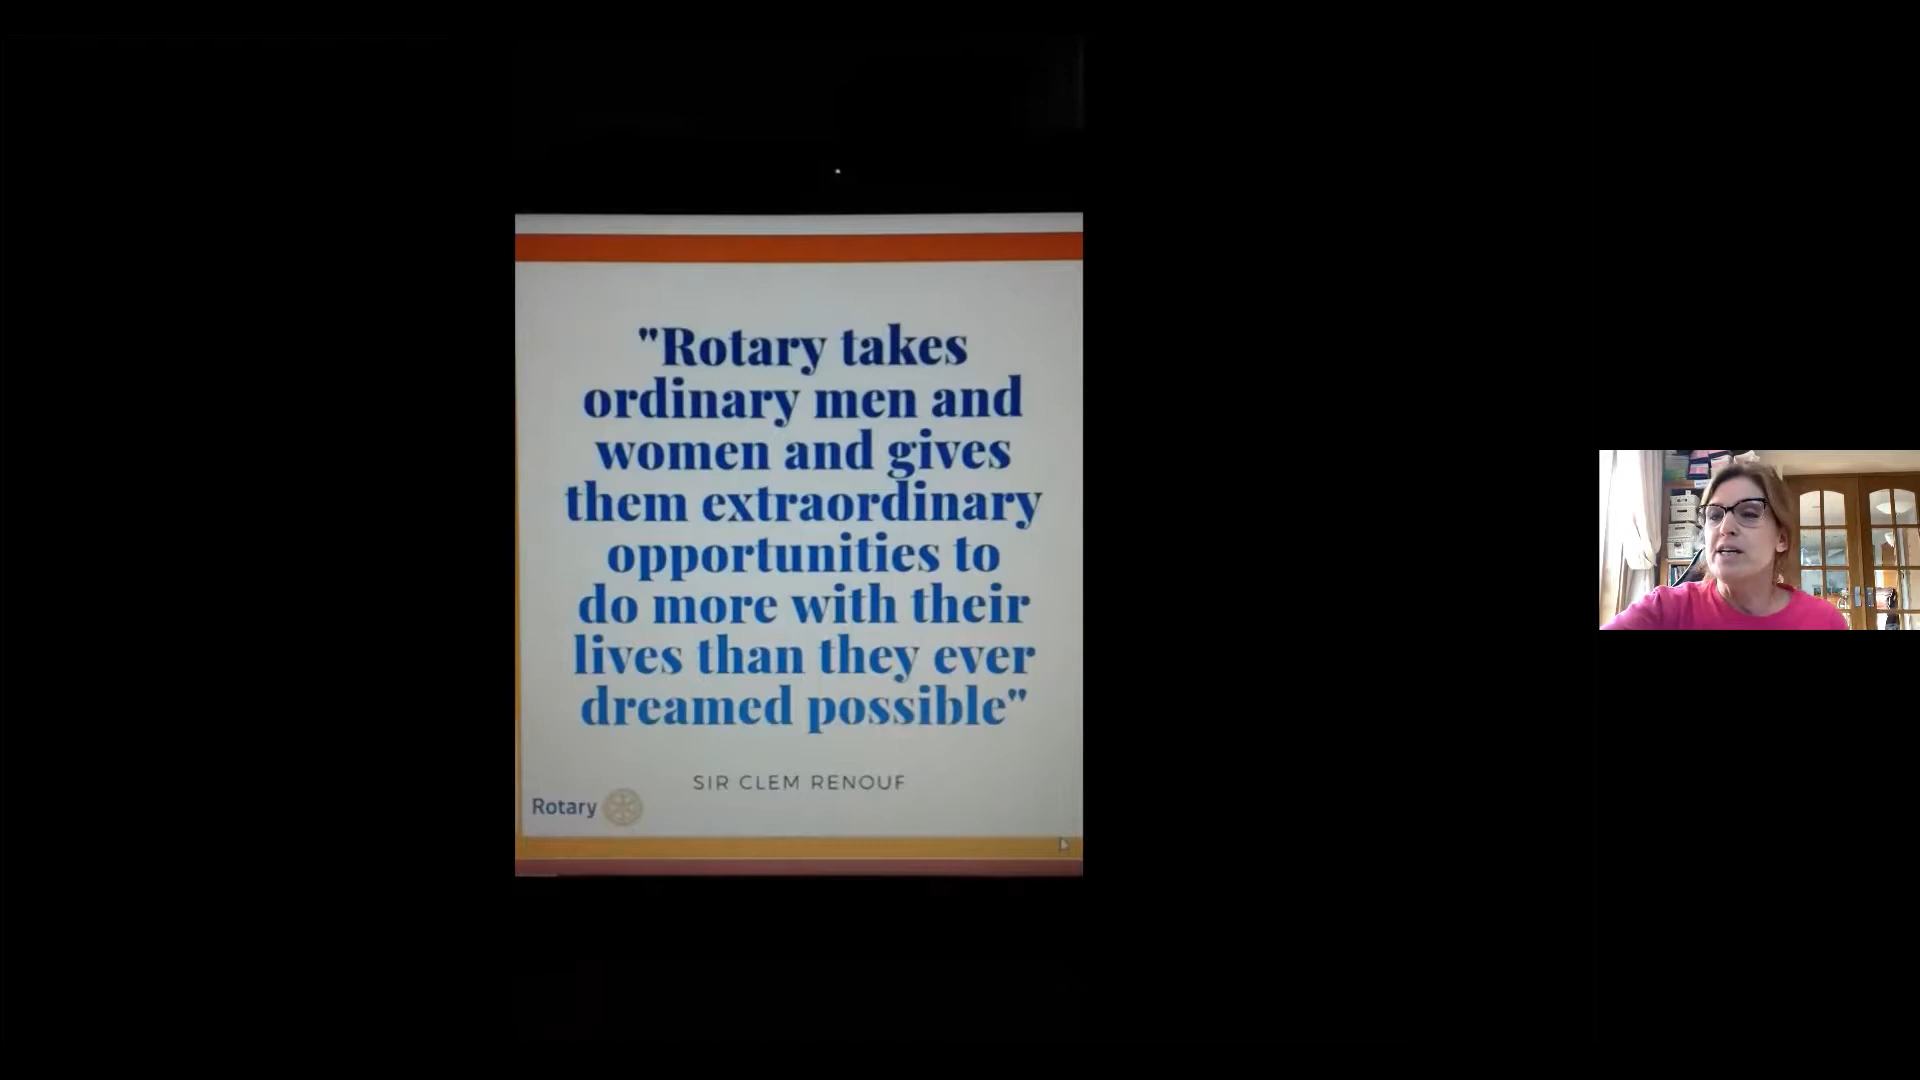 "Rotary takes
ordinary men and
women and gives
them extraordinary
opportunities to
do more with their
lives than they ever
dreamed possible"
SIR CLEM RENOUF
Rotary